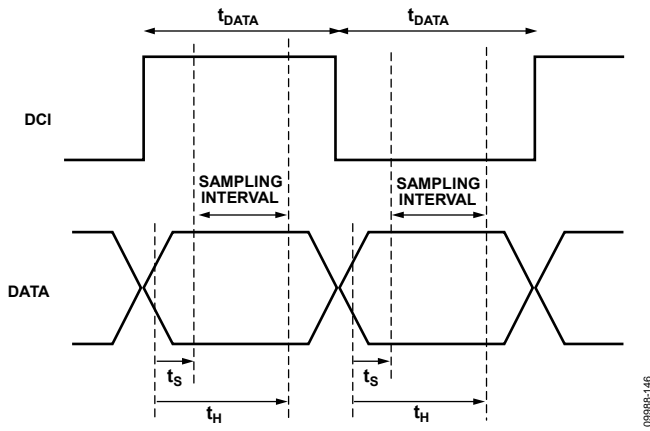 tDATA tDATA
DCI
SAMPLING INTERVAL
SAMPLING INTERVAL
DATA
tS tS
tH tH
09988-146